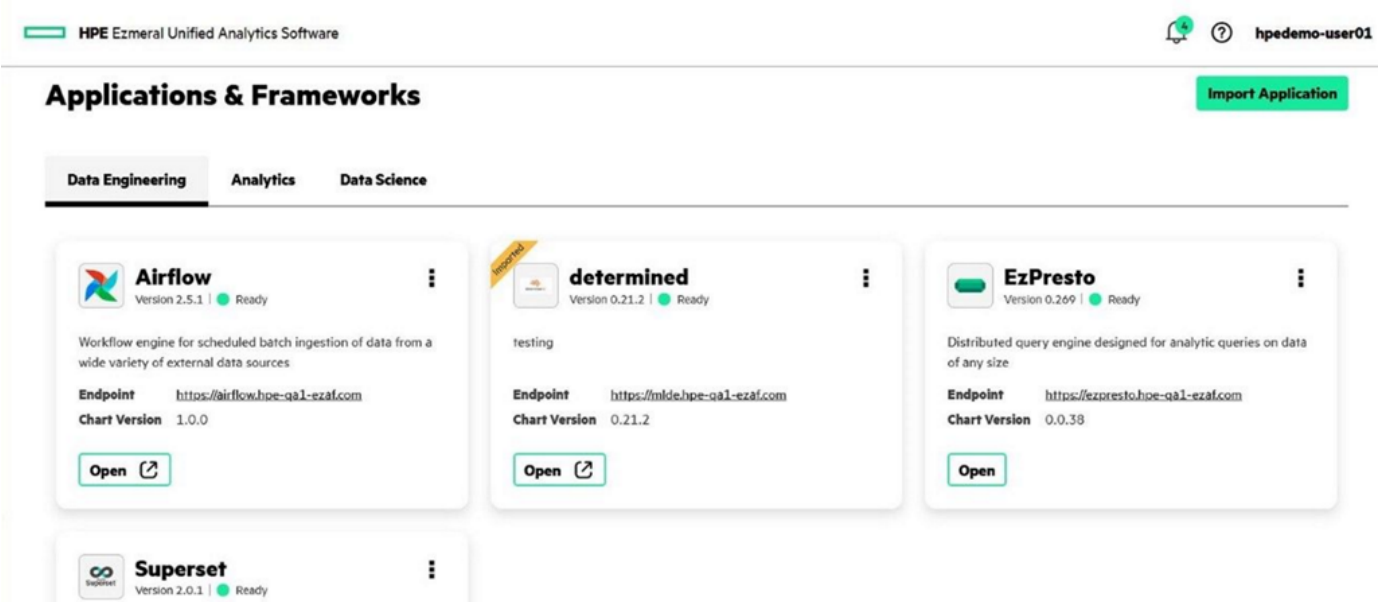 HPE Ezmeral Unified Analytics Software
4
hpedemo-user01
Applications & Frameworks
Import Application
Data Engineering
Analytics
Data Science
Airflow
Version 2.5.1 | Ready
Workflow engine for scheduled batch ingestion of data from a
wide variety of external data sources
Endpoint https://airflow.hpe-qa1-ezaf.com
Chart Version 1.0.0
Open
Imported
determined
Version 0.21.2 | Ready
testing
Endpoint https://mlde.hpe-qa1-ezaf.com
Chart Version 0.21.2
Open
EzPresto
Version 0.269 | Ready
Distributed query engine designed for analytic queries on data
of any size
Endpoint https://ezpresto.hpe-qa1-ezaf.com
Chart Version 0.0.38
Open
Superset
Superset
Version 2.0.1 | Ready